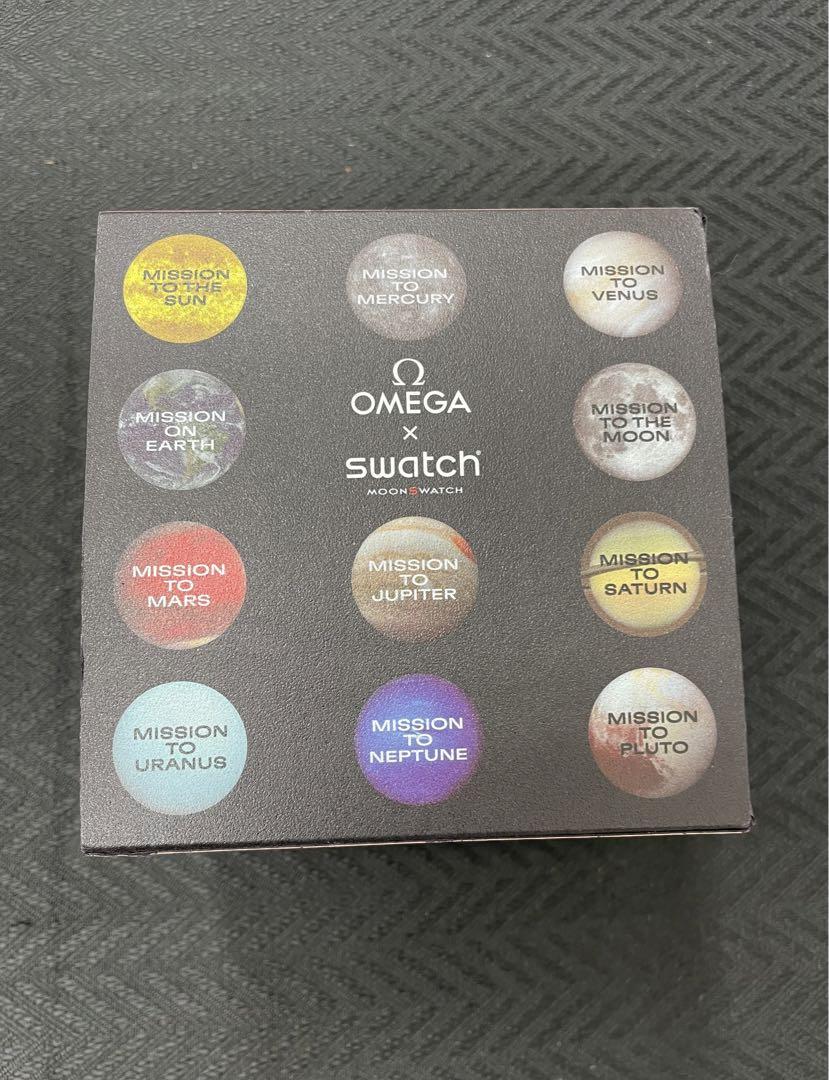 MISSION
TO THE
SUN
MISSION
TO
MERCURY
MISSION
TO
VENUS
MISSION
ON
EARTH
Ω
OMEGA
×
swatch®
MOONSWATCH
MISSION
TO THE
MOON
MISSION
TO
MARS
MISSION
TO
JUPITER
MISSION
TO
SATURN
MISSION
TO
URANUS
MISSION
TO
NEPTUNE
MISSION
TO
PLUTO